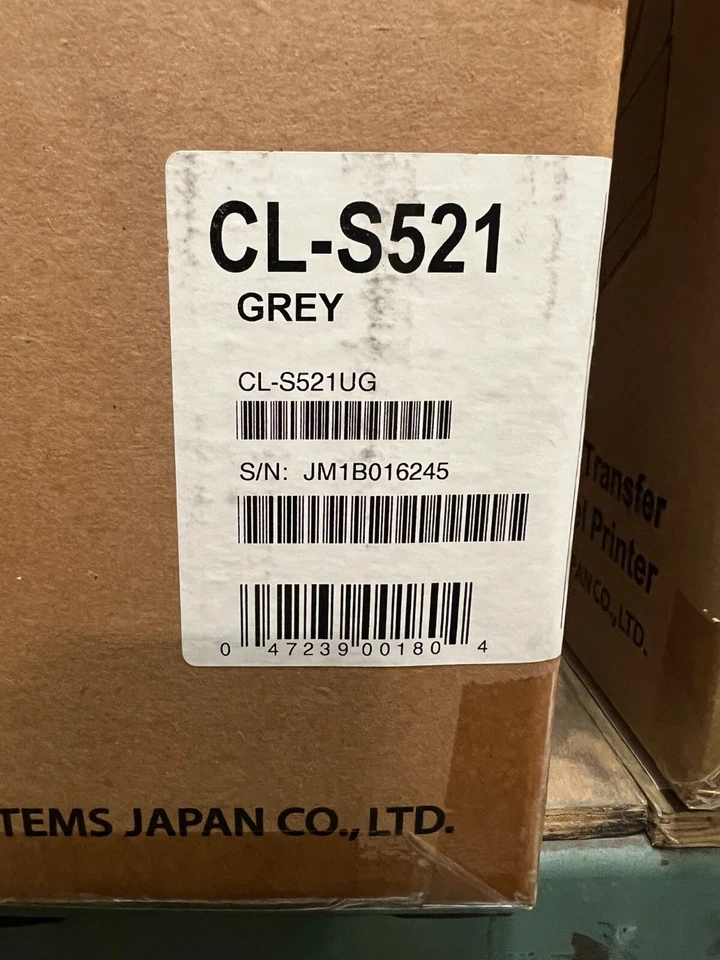 CL-S521
GREY
CL-S521UG
S/N: JM1B016245
0 47239 00180 4
TEMS JAPAN CO., LTD.
Transfer
el Printer
PAN CO., LTD.